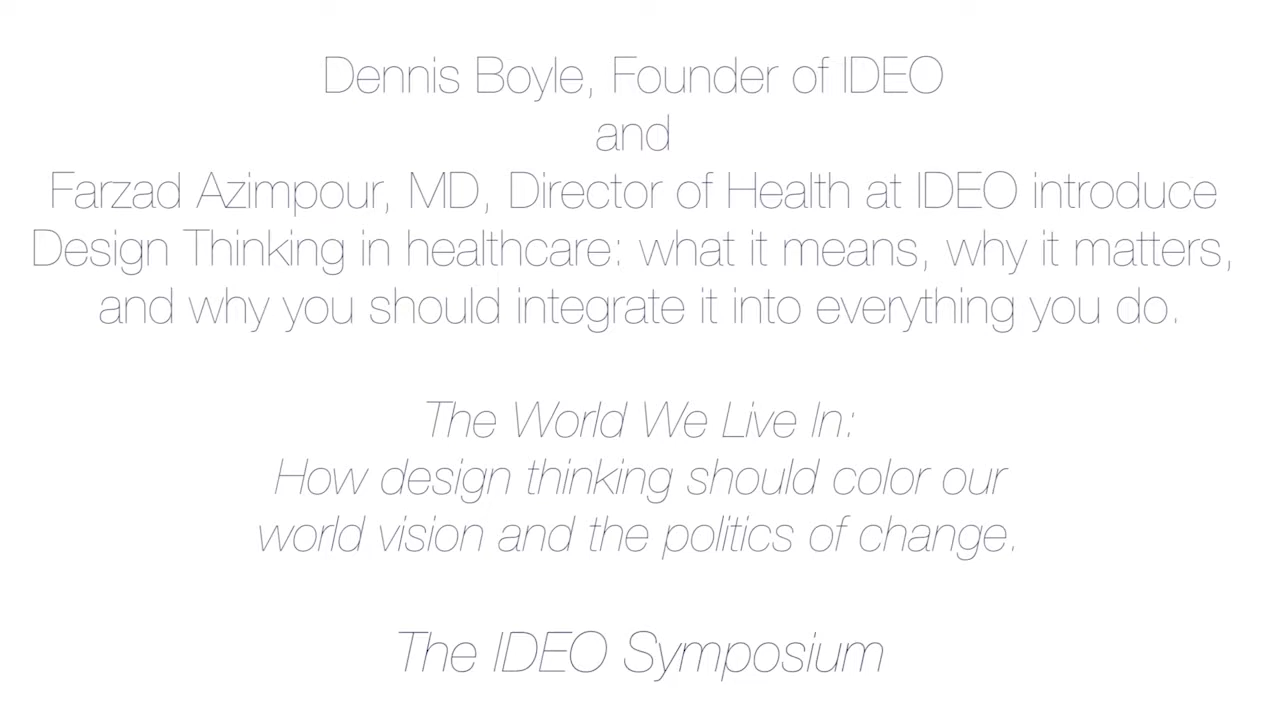 Dennis Boyle, Founder of IDEO
and
Farzad Azimpour, MD, Director of Health at IDEO introduce
Design Thinking in healthcare: what it means, why it matters,
and why you should integrate it into everything you do.
The World We Live In:
How design thinking should color our
world vision and the politics of change.
The IDEO Symposium